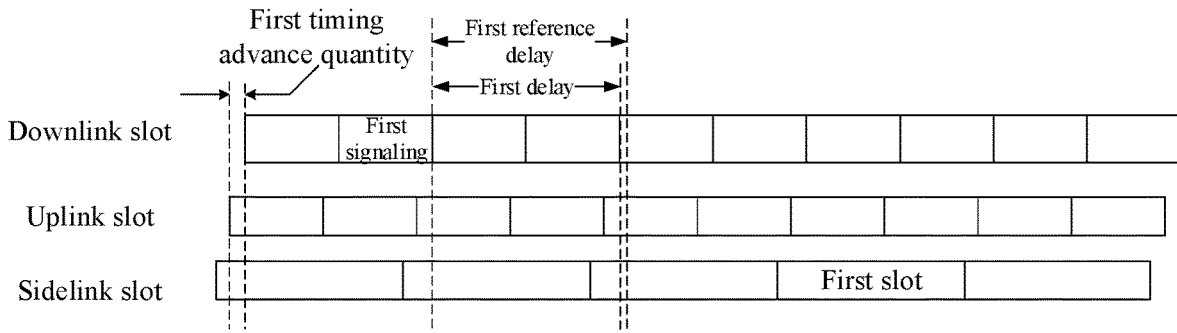 First timing
advance quantity
First reference
delay
First delay
Downlink slot
First
signaling
Uplink slot
Sidelink slot
First slot